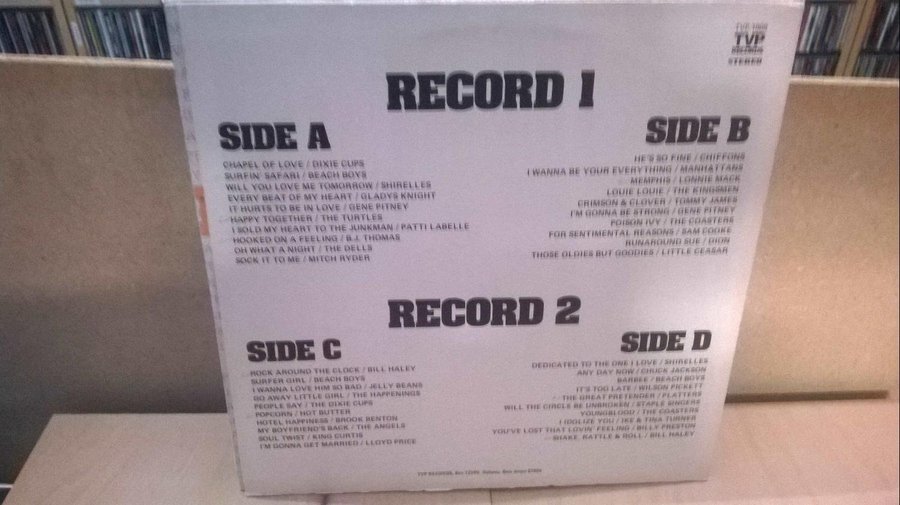 TVP
RECORDS
STEREO
RECORD 1
SIDE A
CHAPEL OF LOVE / DIXIE CUPS
SURFIN' SAFARI / BEACH BOYS
WILL YOU LOVE ME TOMORROW / SHIRELLES
EVERY BEAT OF MY HEART / GLADYS KNIGHT
IT HURTS TO BE IN LOVE / GENE PITNEY
HAPPY TOGETHER / THE TURTLES
I SOLD MY HEART TO THE JUNKMAN / PATTI LABELLE
HOOKED ON A FEELING / B.J. THOMAS
OH WHAT A NIGHT / THE DELLS
SOCK IT TO ME / MITCH RYDER
SIDE B
HE'S SO FINE / CHIFFONS
I WANNA BE YOUR EVERYTHING / MANHATTANS
MEMPHIS / LONNIE MACK
LOUIE LOUIE / THE KINGSMEN
CRIMSON & CLOVER / TOMMY JAMES
I'M GONNA BE STRONG / GENE PITNEY
POISON IVY / THE COASTERS
FOR SENTIMENTAL REASONS / SAM COOKE
RUNAROUND SUE / DION
THOSE OLDIES BUT GOODIES / LITTLE CEASAR
RECORD 2
SIDE C
ROCK AROUND THE CLOCK / BILL HALEY
SURFER GIRL / BEACH BOYS
I WANNA LOVE HIM SO BAD / JELLY BEANS
GO AWAY LITTLE GIRL / THE HAPPENINGS
PEOPLE SAY / THE DIXIE CUPS
POPCORN / HOT BUTTER
HOTEL HAPPINESS / BROOK BENTON
MY BOYFRIEND'S BACK / THE ANGELS
SOUL TWIST / KING CURTIS
I'M GONNA GET MARRIED / LLOYD PRICE
SIDE D
DEDICATED TO THE ONE I LOVE / SHIRELLES
ANY DAY NOW / CHUCK JACKSON
BARBEE / BEACH BOYS
IT'S TOO LATE / WILSON PICKETT
THE GREAT PRETENDER / PLATTERS
WILL THE CIRCLE BE UNBROKEN / STAPLE SINGERS
YOUNGBLOOD / THE COASTERS
I IDOLIZE YOU / IKE & TINA TURNER
YOU'VE LOST THAT LOVIN' FEELING / BILLY PRESTON
SHAKE, RATTLE & ROLL / BILL HALEY
TVP RECORDS, Box New Jersey